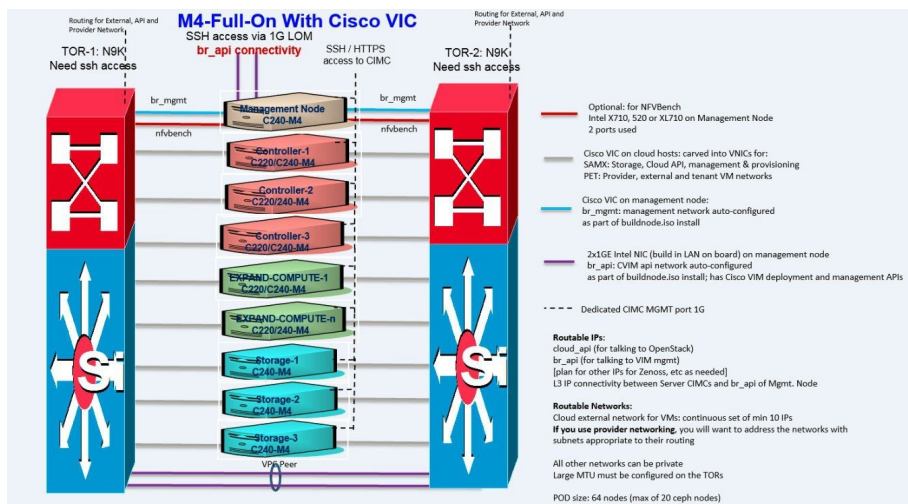 Routing for External, API and
Provider Network
M4-Full-On With Cisco VIC
SSH access via 1G LOM
br_api connectivity
TOR-1: N9K
Need ssh access
SSH / HTTPS
access to CIMC
Routing for External, API and
Provider Network
TOR-2: N9K
Need ssh access
br_mgmt
Management Node
C240-M4
br_mgmt
nfvbench
nfvbench
Controller-1
C220/C240-M4
Controller-2
C220/240-M4
Controller-3
C220/C240-M4
EXPAND-COMPUTE-1
C220/C240-M4
EXPAND-COMPUTE-n
C220/240-M4
Storage-1
C240-M4
Storage-2
C240-M4
Storage-3
C240-M4
VPC Peer
Si
Si
Optional: for NFVBench
Intel X710, 520 or XL710 on Management Node
2 ports used
Cisco VIC on cloud hosts: carved into VNICs for:
SAMX: Storage, Cloud API, management & provisioning
PET: Provider, external and tenant VM networks
Cisco VIC on management node:
br_mgmt: management network auto-configured
as part of buildnode.iso install
2x1GE Intel NIC (build in LAN on board) on management node
br_api: CVIM api network auto-configured
as part of buildnode.iso install; has Cisco VIM deployment and management APIs
Dedicated CIMC MGMT port 1G
Routable IPs:
cloud_api (for talking to OpenStack)
br_api (for talking to VIM mgmt)
[plan for other IPs for Zenoss, etc as needed]
L3 IP connectivity between Server CIMCs and br_api of Mgmt. Node
Routable Networks:
Cloud external network for VMs: continuous set of min 10 IPs
If you use provider networking, you will want to address the networks with
subnets appropriate to their routing
All other networks can be private
Large MTU must be configured on the TORs
POD size: 64 nodes (max of 20 ceph nodes)